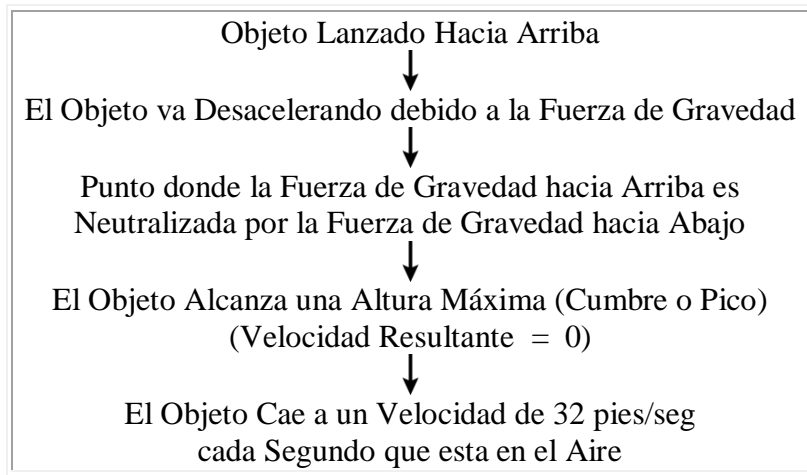 Objeto Lanzado Hacia Arriba
El Objeto va Desacelerando debido a la Fuerza de Gravedad
Punto donde la Fuerza de Gravedad hacia Arriba es
Neutralizada por la Fuerza de Gravedad hacia Abajo
El Objeto Alcanza una Altura Máxima (Cumbre o Pico)
(Velocidad Resultante = 0)
El Objeto Cae a un Velocidad de 32 pies/seg
cada Segundo que esta en el Aire